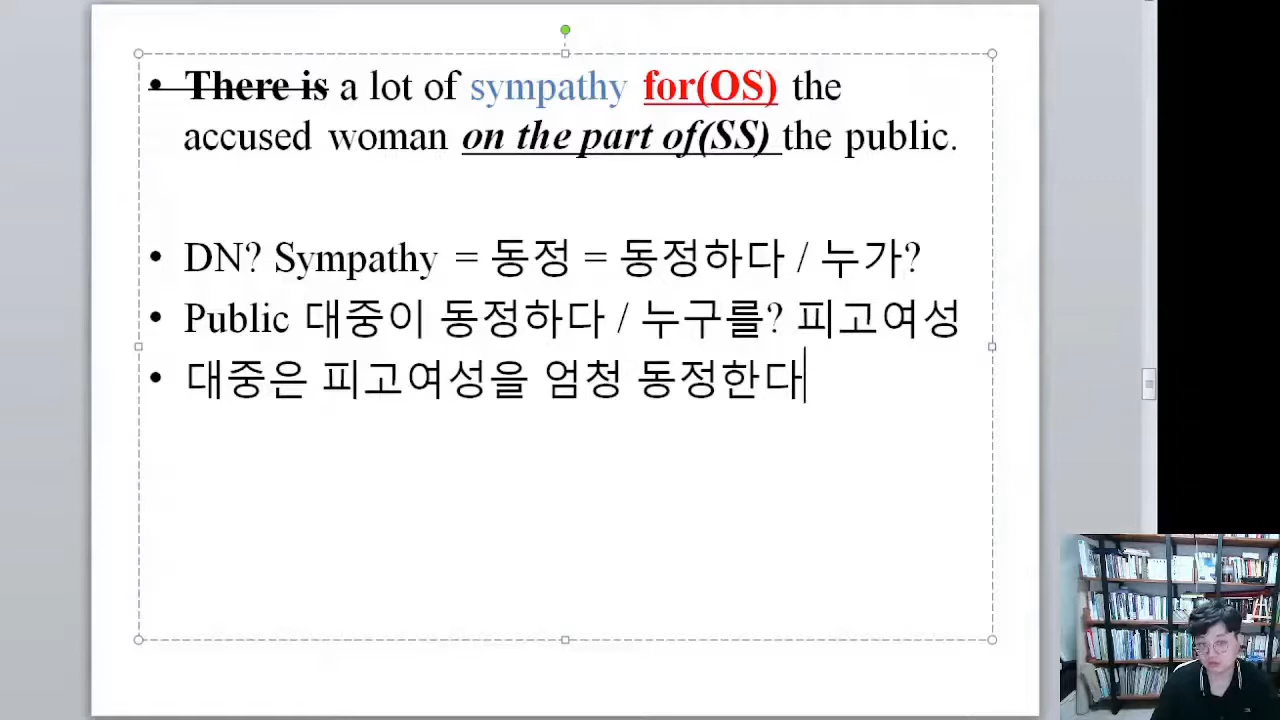 • There is a lot of sympathy for(OS) the
accused woman on the part of(SS) the public.
• DN? Sympathy = 동정 = 동정하다 / 누가?
• Public 대중이 동정하다 / 누구를? 피고여성
• 대중은 피고여성을 엄청 동정한다